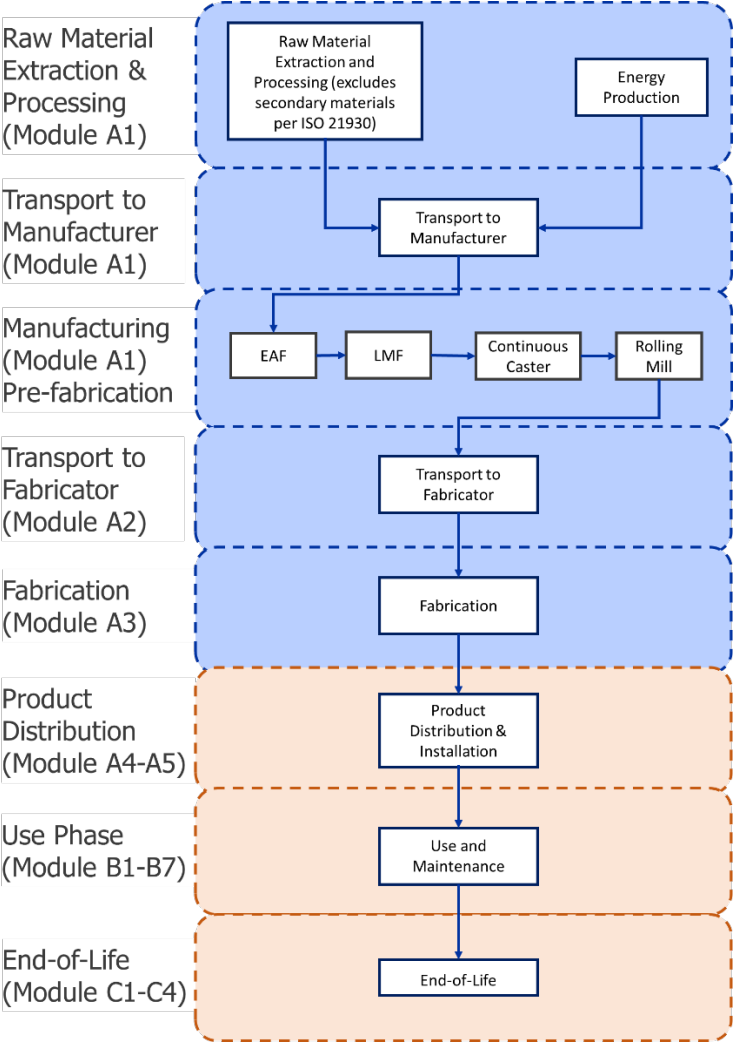 Raw Material
Extraction &
Processing
(Module A1)
Raw Material
Extraction and
Processing (excludes
secondary materials
per ISO 21930)
Energy
Production
Transport to
Manufacturer
(Module A1)
Transport to
Manufacturer
Manufacturing
(Module A1)
Pre-fabrication
EAF
LMF
Continuous
Caster
Rolling
Mill
Transport to
Fabricator
(Module A2)
Transport to
Fabricator
Fabrication
(Module A3)
Fabrication
Product
Distribution
(Module A4-A5)
Product
Distribution &
Installation
Use Phase
(Module B1-B7)
Use and
Maintenance
End-of-Life
(Module C1-C4)
End-of-Life